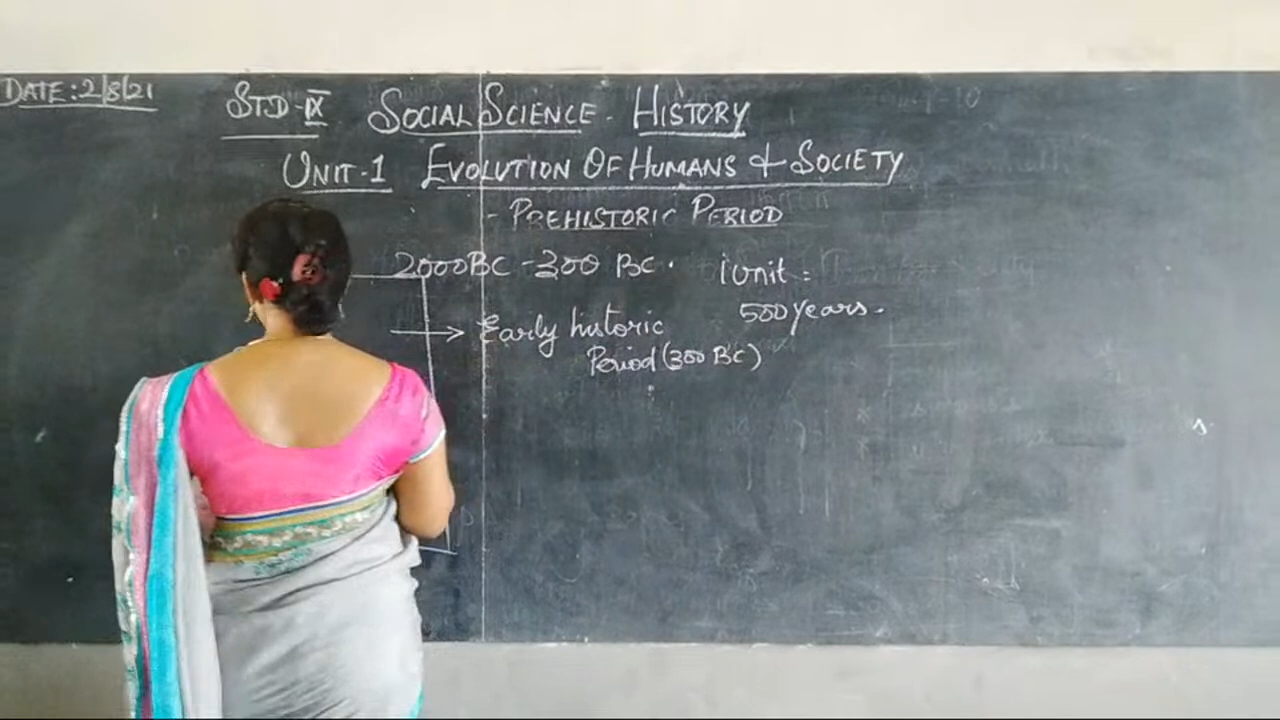 DATE: 2/8/21
STD-IX SOCIAL SCIENCE - HISTORY
UNIT-1 EVOLUTION OF HUMANS & SOCIETY
- PREHISTORIC PERIOD
2000BC - 300 BC. 1 Unit =
500 years.
Early historic
Period (300 BC)